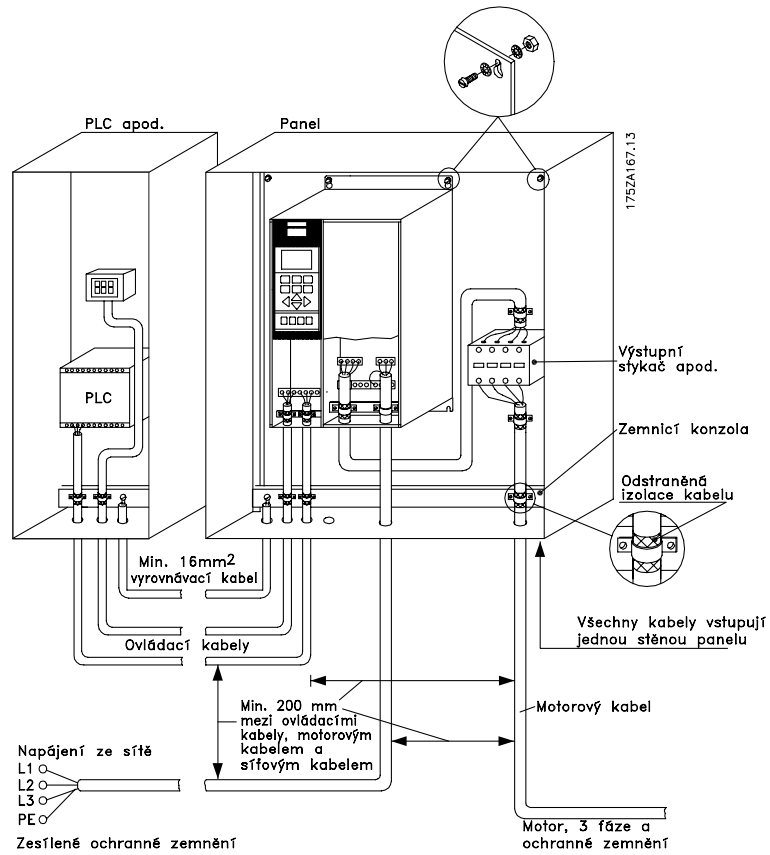 PLC apod.
Panel
175ZA167.13
PLC
Výstupní
stykač apod.
Zemnicí konzola
Odstraněná
izolace kabelu
Min. 16mm2
vyrovnávací kabel
Všechny kabely vstupují
jednou stěnou panelu
Ovládací kabely
Min. 200 mm
mezi ovládacími
kabely, motorovým
kabelem a
síťovým kabelem
Motorový kabel
Napájení ze sítě
L1
L2
L3
PE
Zesílené ochranné zemnění
Motor, 3 fáze a
ochranné zemnění